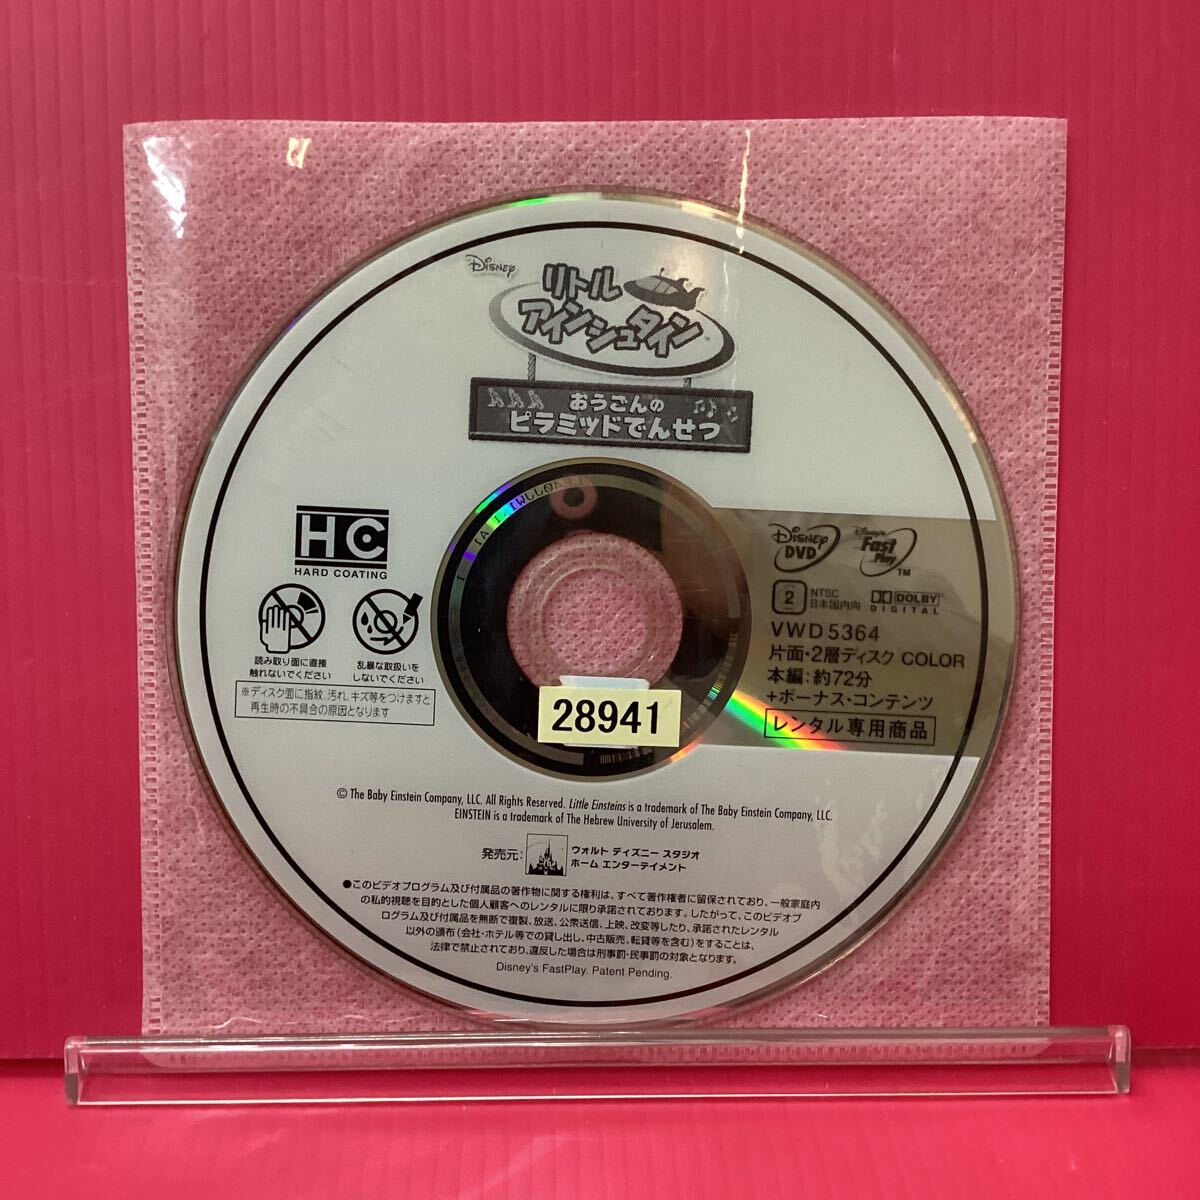 Disney
リトル
アインシュタイン
おうごんの
ピラミッドでんせつ
HC
HARD COATING
読み取り面に直接
触れないでください
乱暴な取扱いを
しないでください
※ディスク面に指紋、汚れ、キズ等をつけますと
再生時の不具合の原因となります
DISNEY
DVD
Disney's
Fast
Play
TM
2
NTSC
日本国内向
DOLBY
DIGITAL
VWD5364
片面・2層ディスク COLOR
本編：約72分
+ボーナス・コンテンツ
レンタル専用商品
28941
© The Baby Einstein Company, LLC. All Rights Reserved. Little Einsteins is a trademark of The Baby Einstein Company, LLC.
EINSTEIN is a trademark of The Hebrew University of Jerusalem.
発売元：
ウォルト ディズニー スタジオ
ホーム エンターテイメント
●このビデオプログラム及び付属品の著作物に関する権利は、すべて著作権者に留保されており、一般家庭内
の私的視聴を目的とした個人顧客へのレンタルに限り承諾されております。したがって、このビデオプ
ログラム及び付属品を無断で複製、放送、公衆送信、上映、改変等したり、承諾されたレンタル
以外の頒布（会社・ホテル等での貸し出し、中古販売、転貸等を含む）をすることは、
法律で禁止されており、違反した場合は刑事罰・民事罰の対象となります。
Disney's FastPlay. Patent Pending.